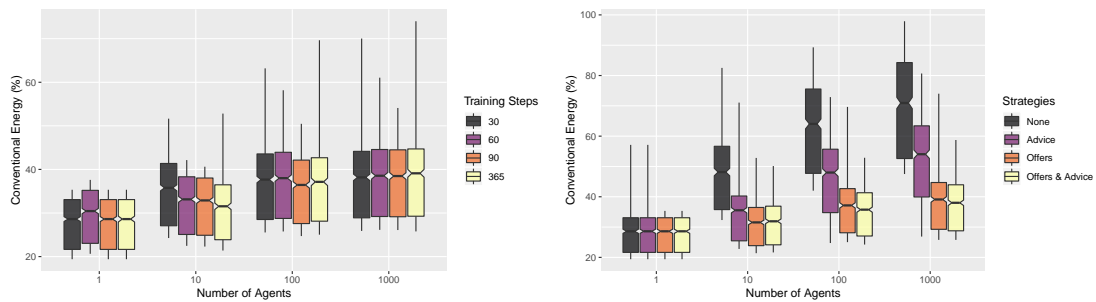 60
40
20
Conventional Energy (%)
1
10
100
1000
Number of Agents
Training Steps
30
60
90
365
100
80
60
40
20
Conventional Energy (%)
1
10
100
1000
Number of Agents
Strategies
None
Advice
Offers
Offers & Advice